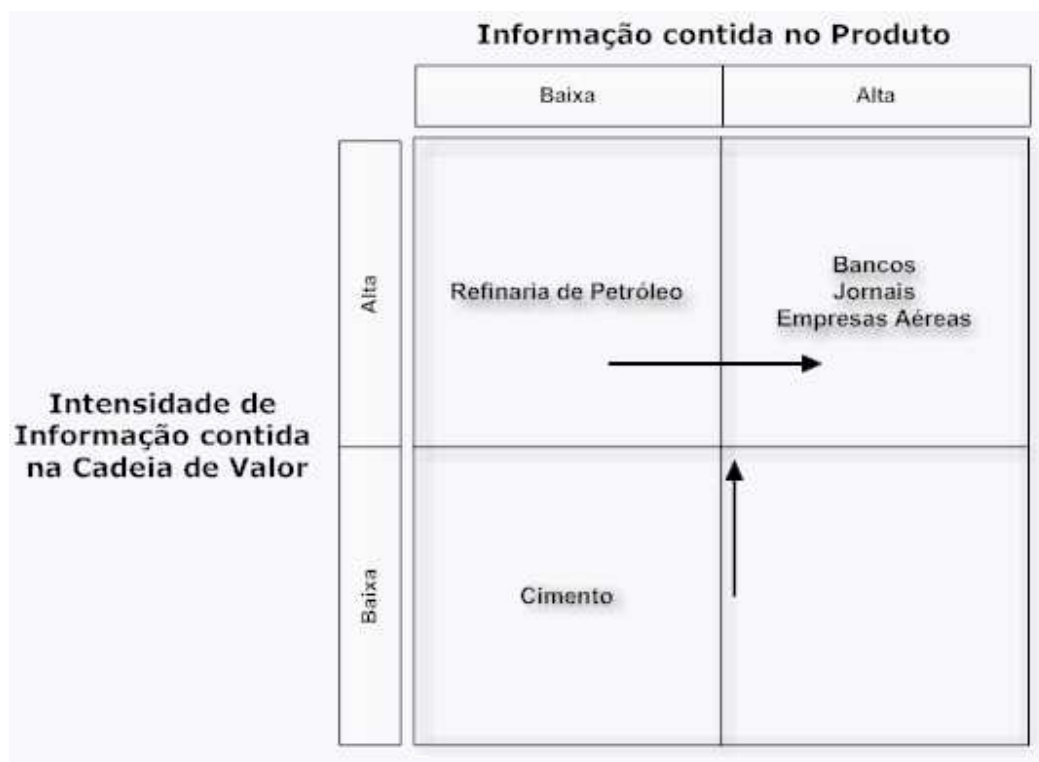 Informação contida no Produto
Baixa
Alta
Alta
Refinaria de Petróleo
Bancos
Jornais
Empresas Aéreas
Intensidade de
Informação contida
na Cadeia de Valor
Baixa
Cimento